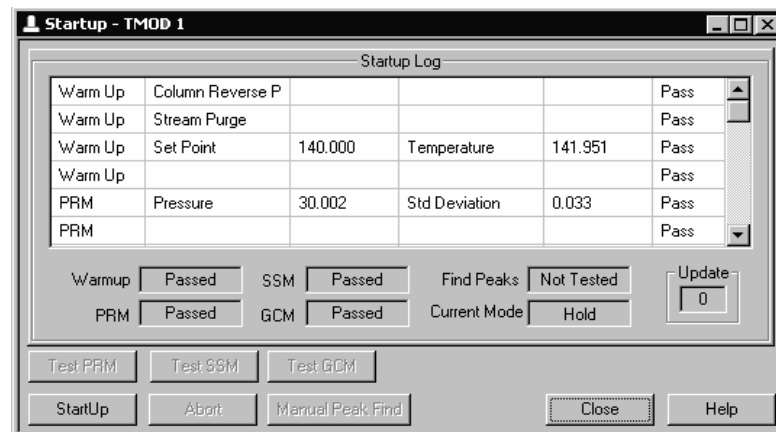 Startup - TMOD 1
Startup Log
Warm Up Column Reverse P Pass
Warm Up Stream Purge Pass
Warm Up Set Point 140.000 Temperature 141.951 Pass
Warm Up Pass
PRM Pressure 30.002 Std Deviation 0.033 Pass
PRM Pass
Warmup Passed SSM Passed Find Peaks Not Tested Update
PRM Passed GCM Passed Current Mode Hold 0
Test PRM Test SSM Test GCM
StartUp Abort Manual Peak Find Close Help